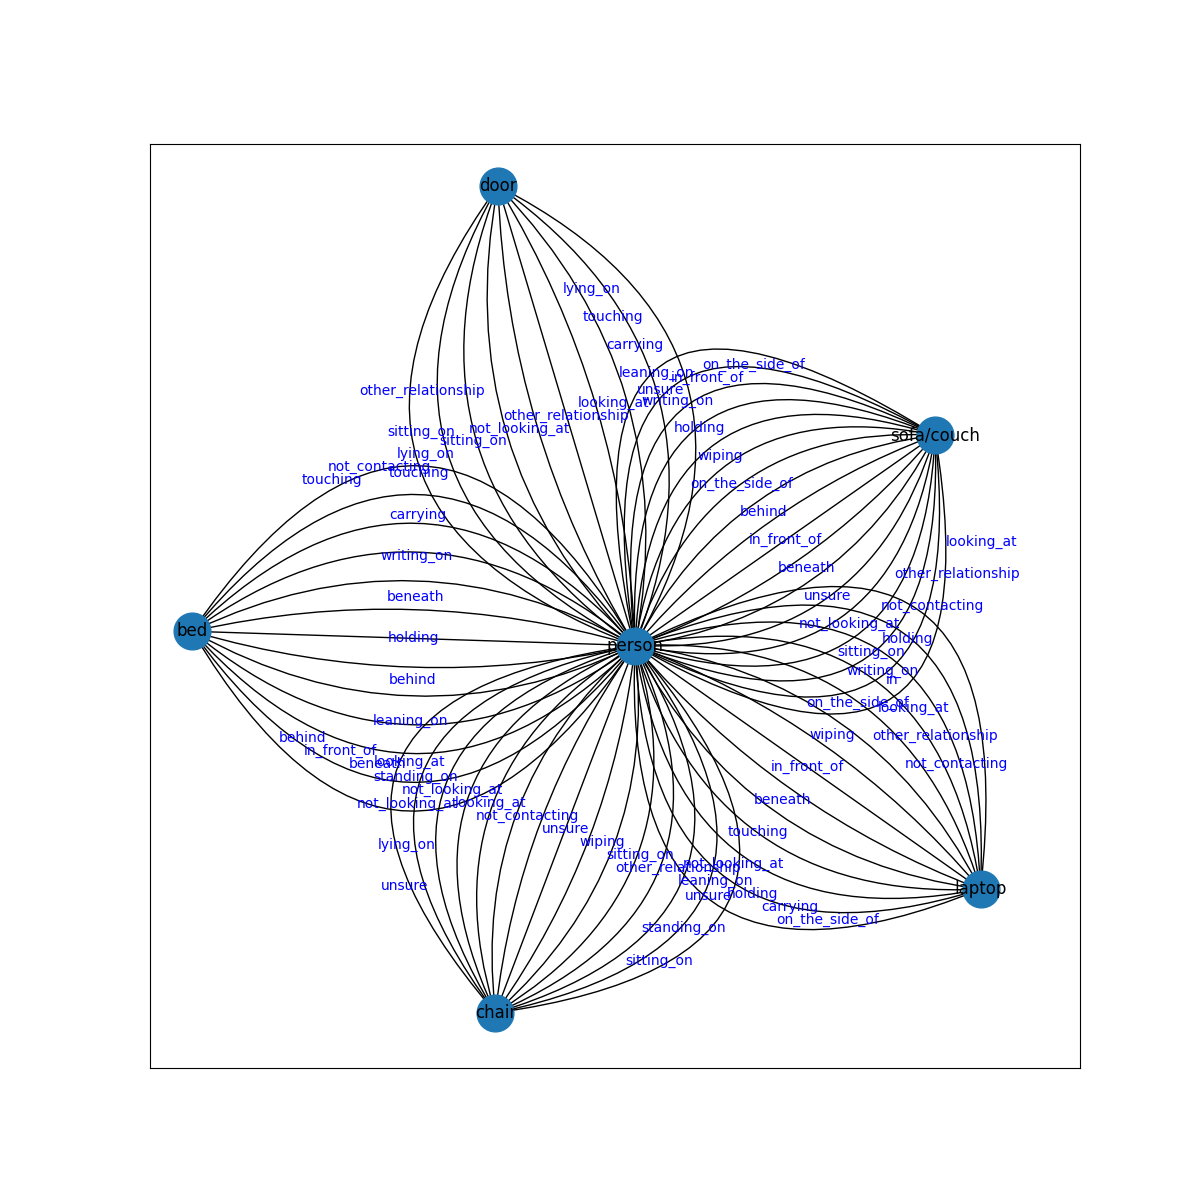 door
lying_on
touching
carrying
on_the_side_of
leaning_on
in_front_of
unsure
other_relationship
looking_at
writing_on
other_relationship
holding
not_looking_at
sitting_on
sitting_on
sofa/couch
lying_on
wiping
not_contacting
touching
touching
on_the_side_of
behind
carrying
in_front_of
looking_at
writing_on
beneath
other_relationship
beneath
unsure
not_contacting
not_looking_at
bed
holding
holding
person
sitting_on
writing_on
in
behind
on_the_side_of
looking_at
leaning_on
wiping
other_relationship
behind
in_front_of
beneath
looking_at
not_contacting
in_front_of
standing_on
not_looking_at
beneath
not_looking_at
looking_at
not_contacting
unsure
touching
wiping
lying_on
sitting_on
not_looking_at
other_relationship
leaning_on
unsure
unsure
holding
laptop
carrying
on_the_side_of
standing_on
sitting_on
chair